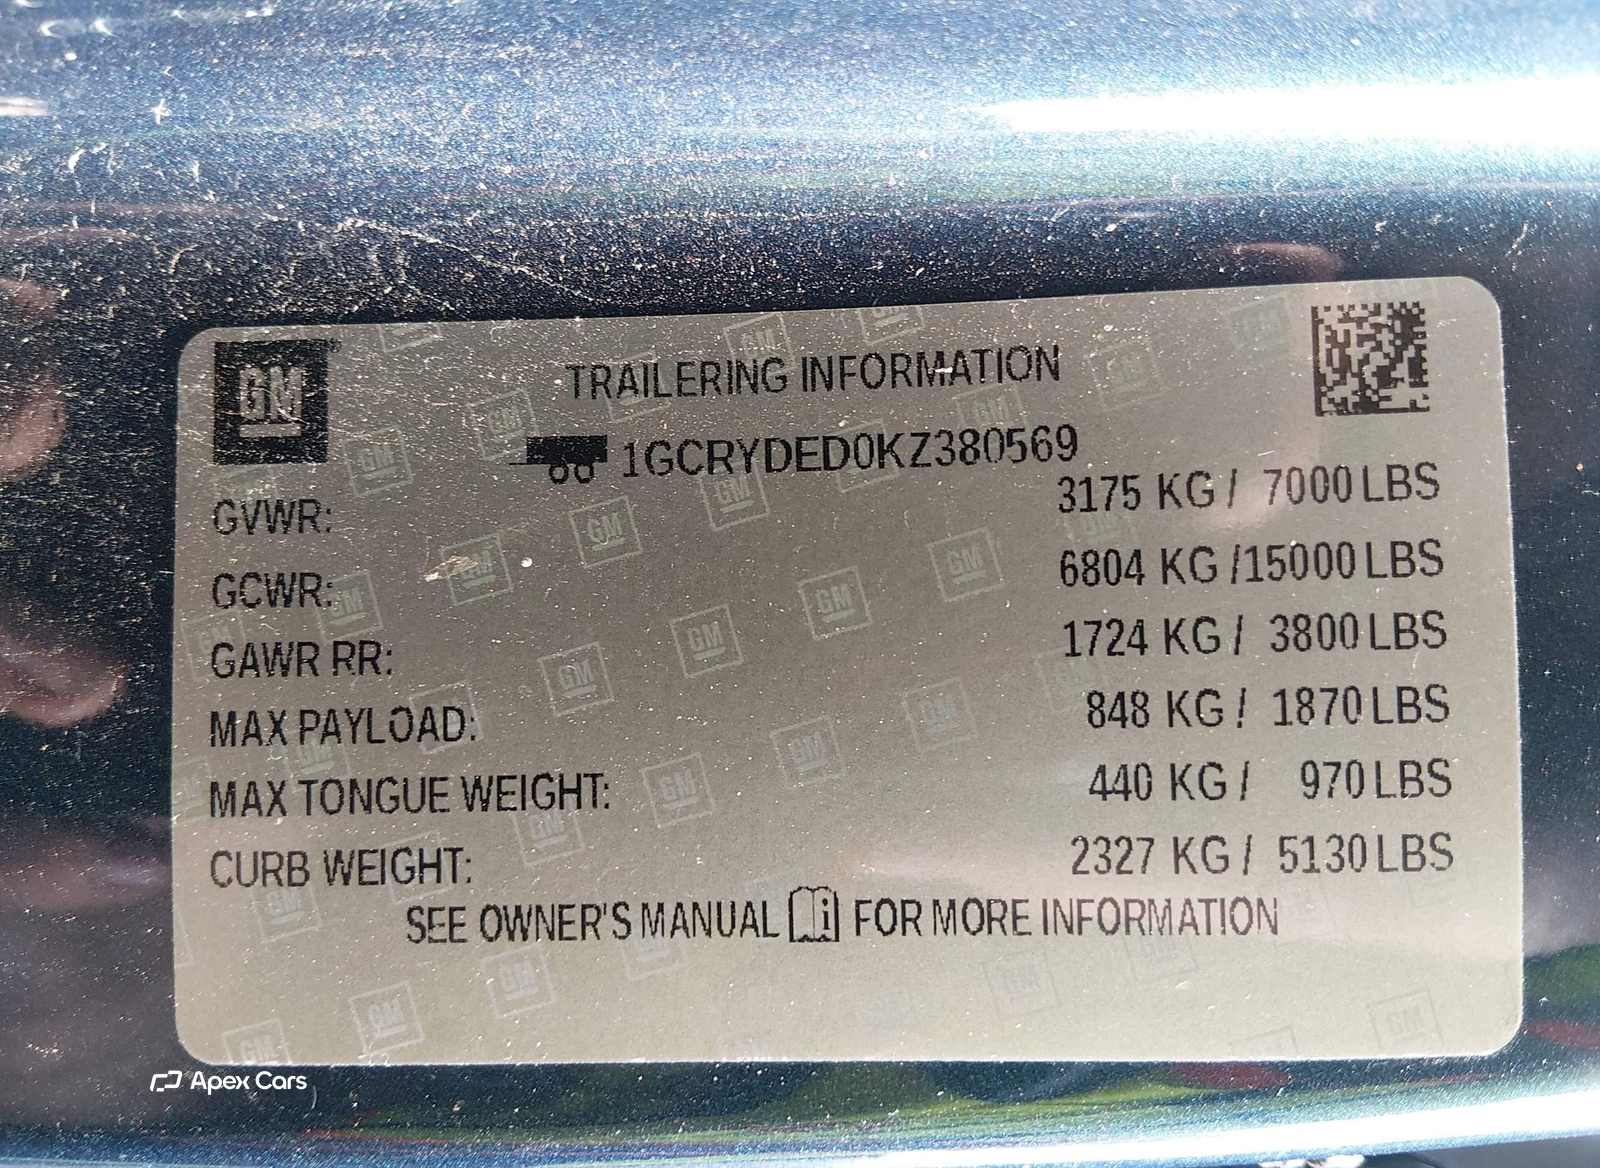 GM
TRAILERING INFORMATION
1GCRYDED0KZ380569
GVWR: 3175 KG / 7000 LBS
GCWR: 6804 KG /15000 LBS
GAWR RR: 1724 KG / 3800 LBS
MAX PAYLOAD: 848 KG / 1870 LBS
MAX TONGUE WEIGHT: 440 KG / 970 LBS
CURB WEIGHT: 2327 KG / 5130 LBS
SEE OWNER'S MANUAL i FOR MORE INFORMATION
Apex Cars